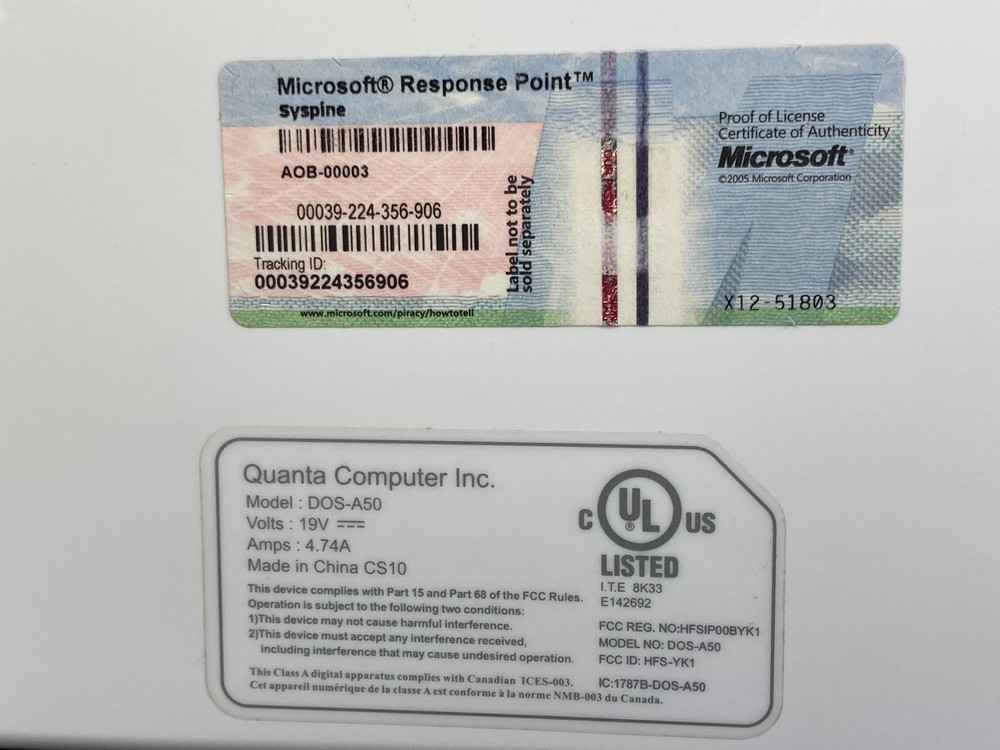 Microsoft® Response Point™
Syspine
AOB-00003
00039-224-356-906
Tracking ID:
00039224356906
www.microsoft.com/piracy/howtotell
Label not to be
sold separately
Proof of License
Certificate of Authenticity
Microsoft®
©2005 Microsoft Corporation
X12-51803
Quanta Computer Inc.
Model : DOS-A50
Volts : 19V
Amps : 4.74A
Made in China CS10
This device complies with Part 15 and Part 68 of the FCC Rules.
Operation is subject to the following two conditions:
1)This device may not cause harmful interference.
2)This device must accept any interference received,
including interference that may cause undesired operation.
This Class A digital apparatus complies with Canadian ICES-003.
Cet appareil numérique de la classe A est conforme à la norme NMB-003 du Canada.
C UL ® US
LISTED
I.T.E 8K33
E142692
FCC REG. NO:HFSIP00BYK1
MODEL NO: DOS-A50
FCC ID: HFS-YK1
IC:1787B-DOS-A50